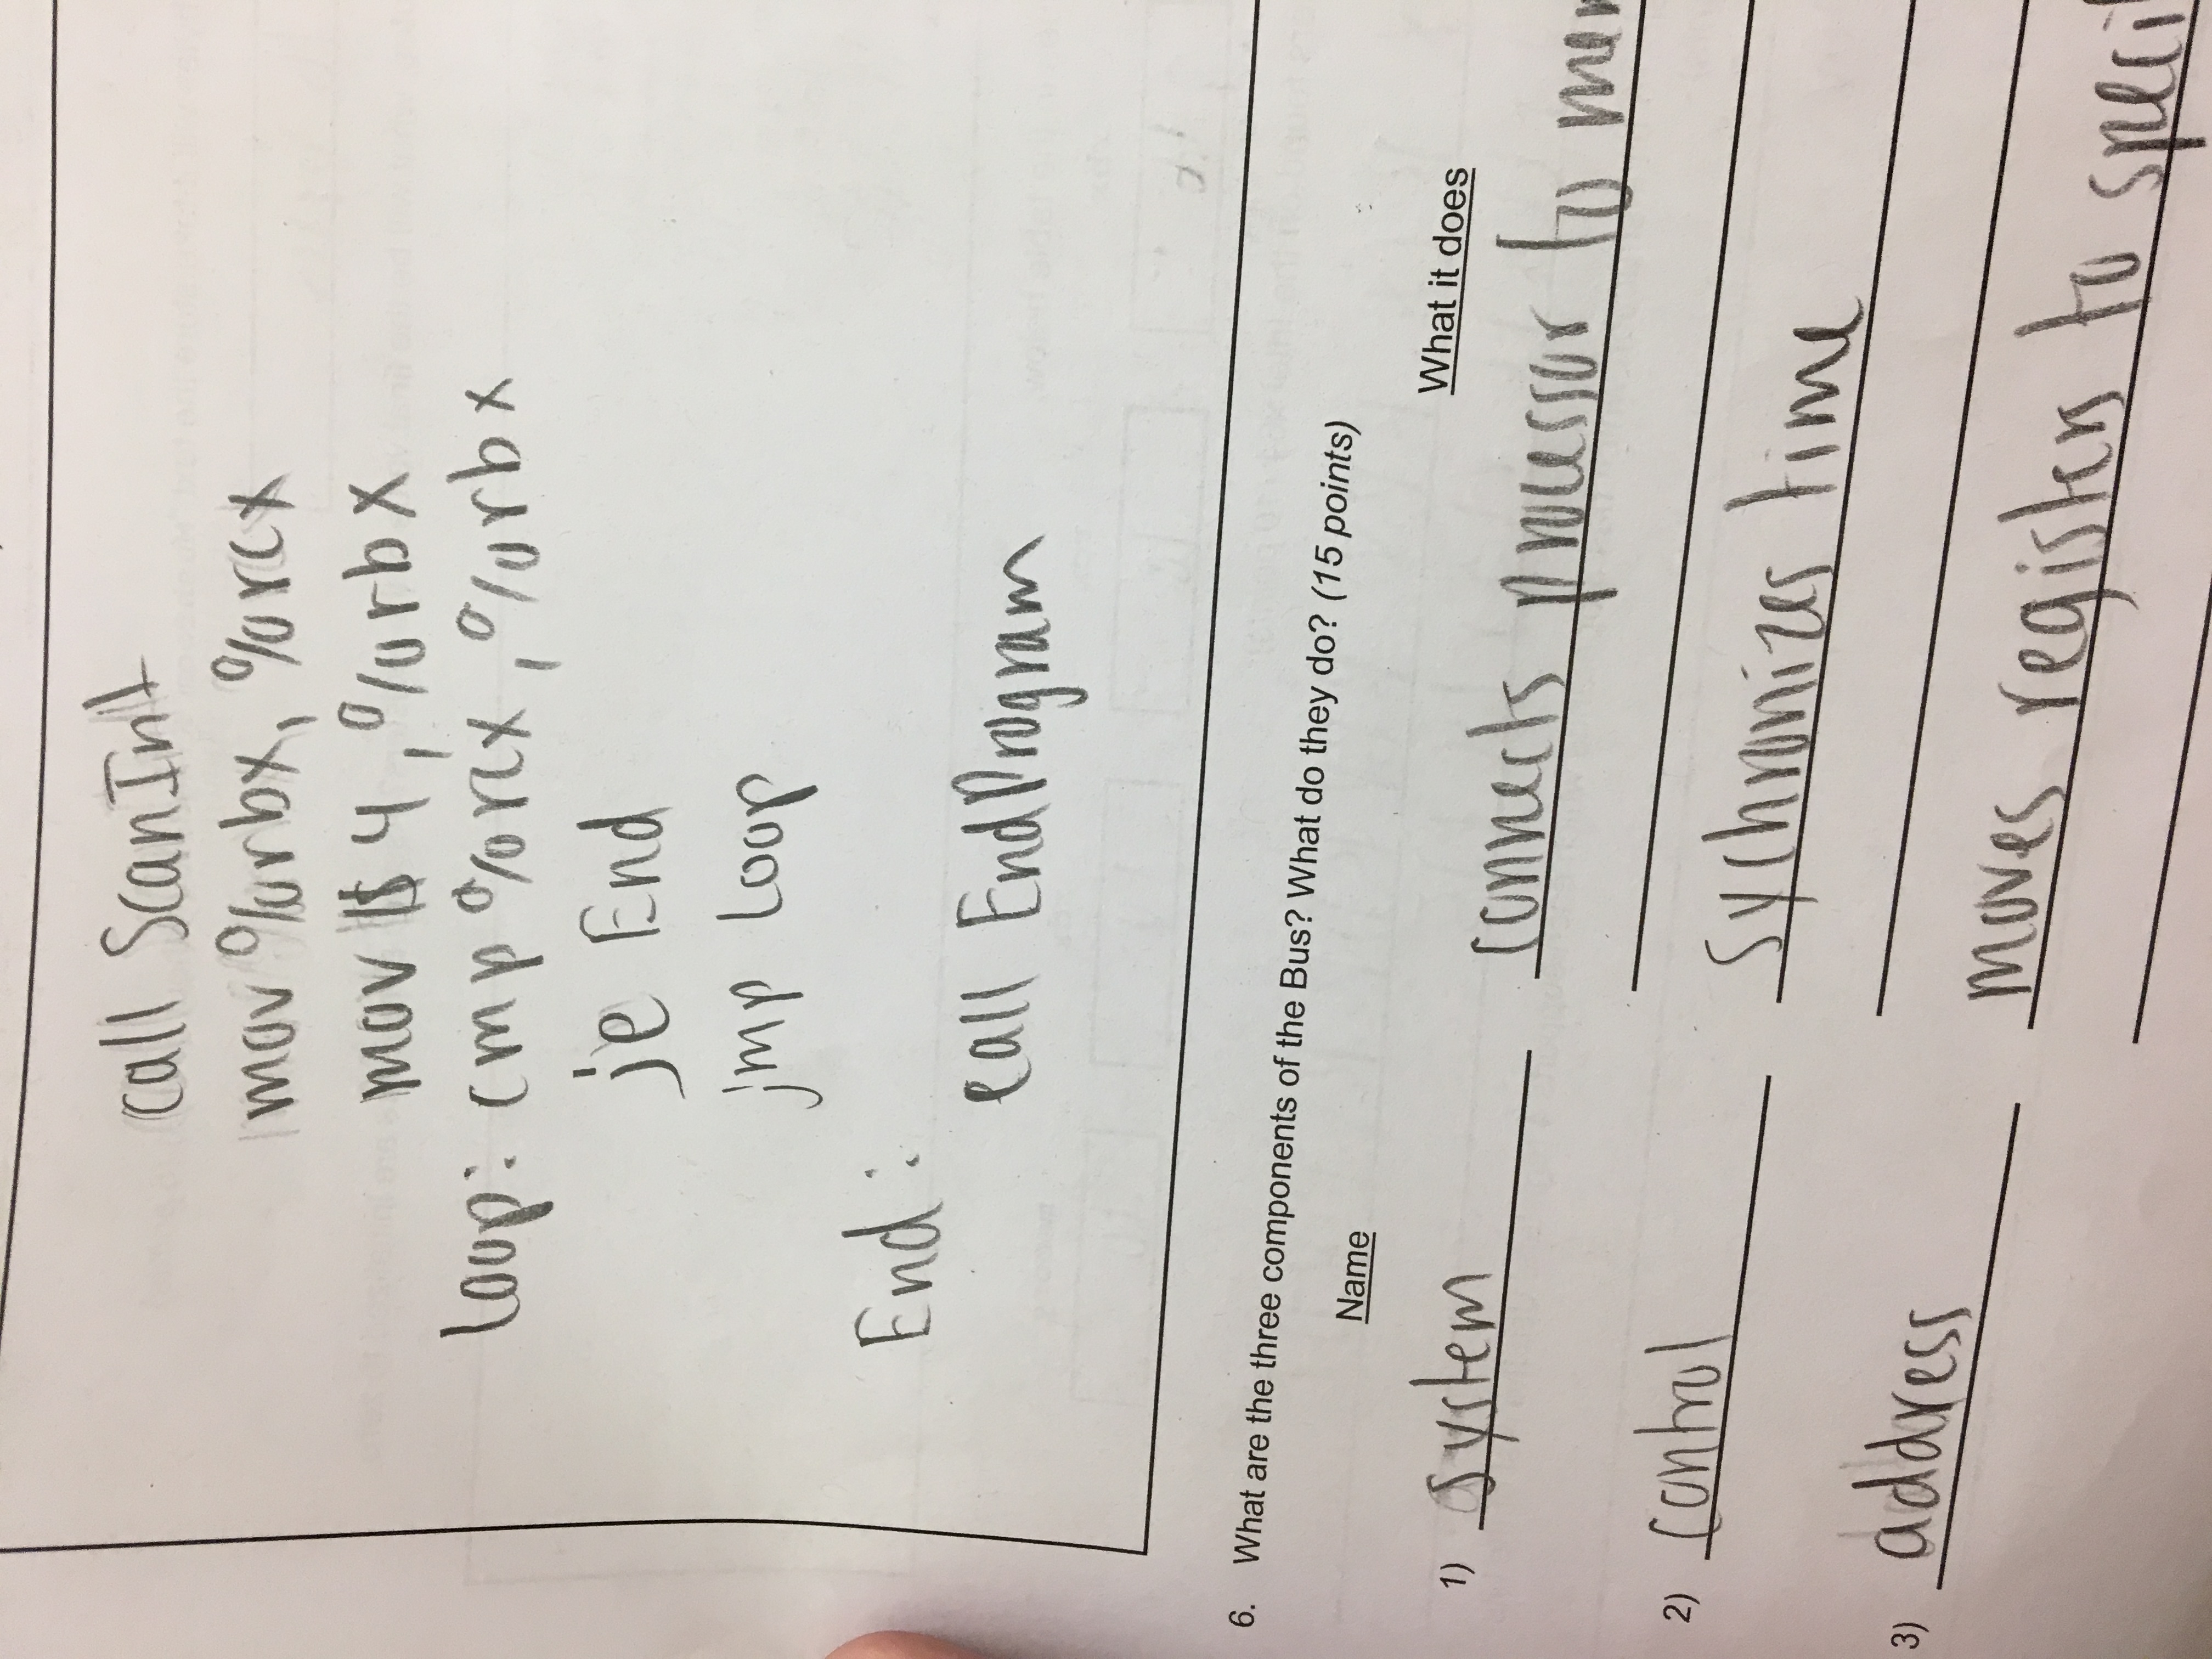 call ScanInt
mov %rbx, %rcx
mov $ 4, %rbx
Loop: cmp %rcx, %rbx
je End
jmp Loop
End:
call EndProgram
6. What are the three components of the Bus? What do they do? (15 points)
Name
What it does
1) system connects processor to mem
2) control sychronizes time
3) address moves registers to speci